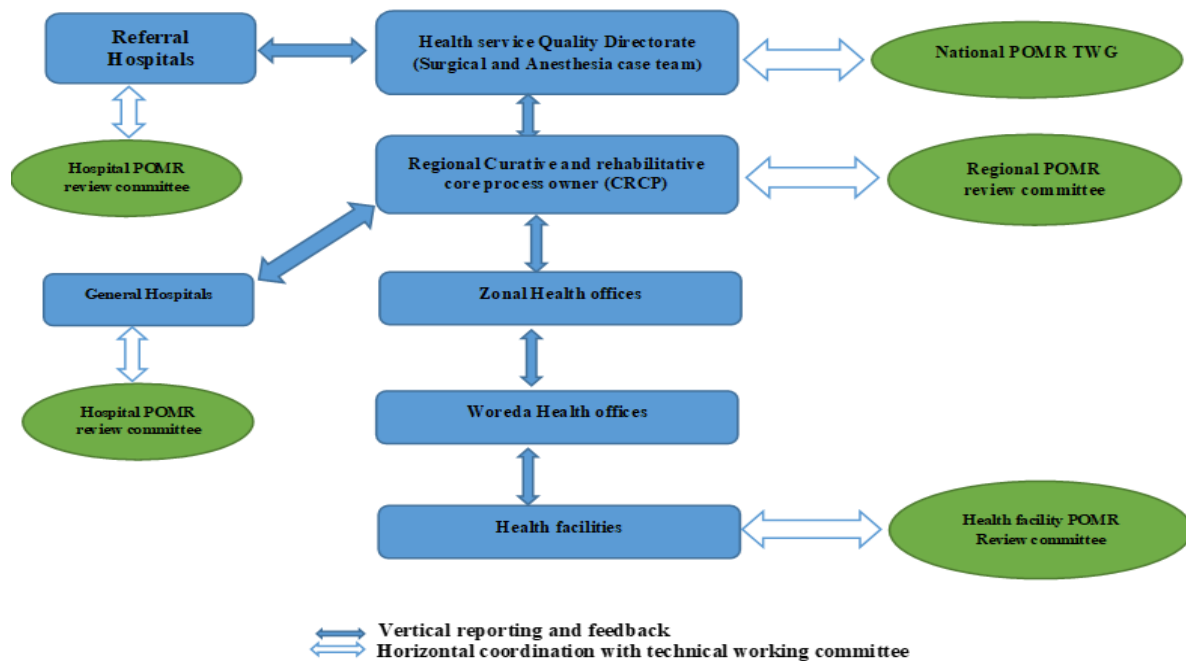 Referral
Hospitals
Health service Quality Directorate
(Surgical and Anesthesia case team)
National POMR TWG
Hospital POMR
review committee
Regional Curative and rehabilitative
core process owner (CRCP)
Regional POMR
review committee
General Hospitals
Zonal Health offices
Hospital POMR
review committee
Woreda Health offices
Health facilities
Health facility POMR
Review committee
Vertical reporting and feedback
Horizontal coordination with technical working committee